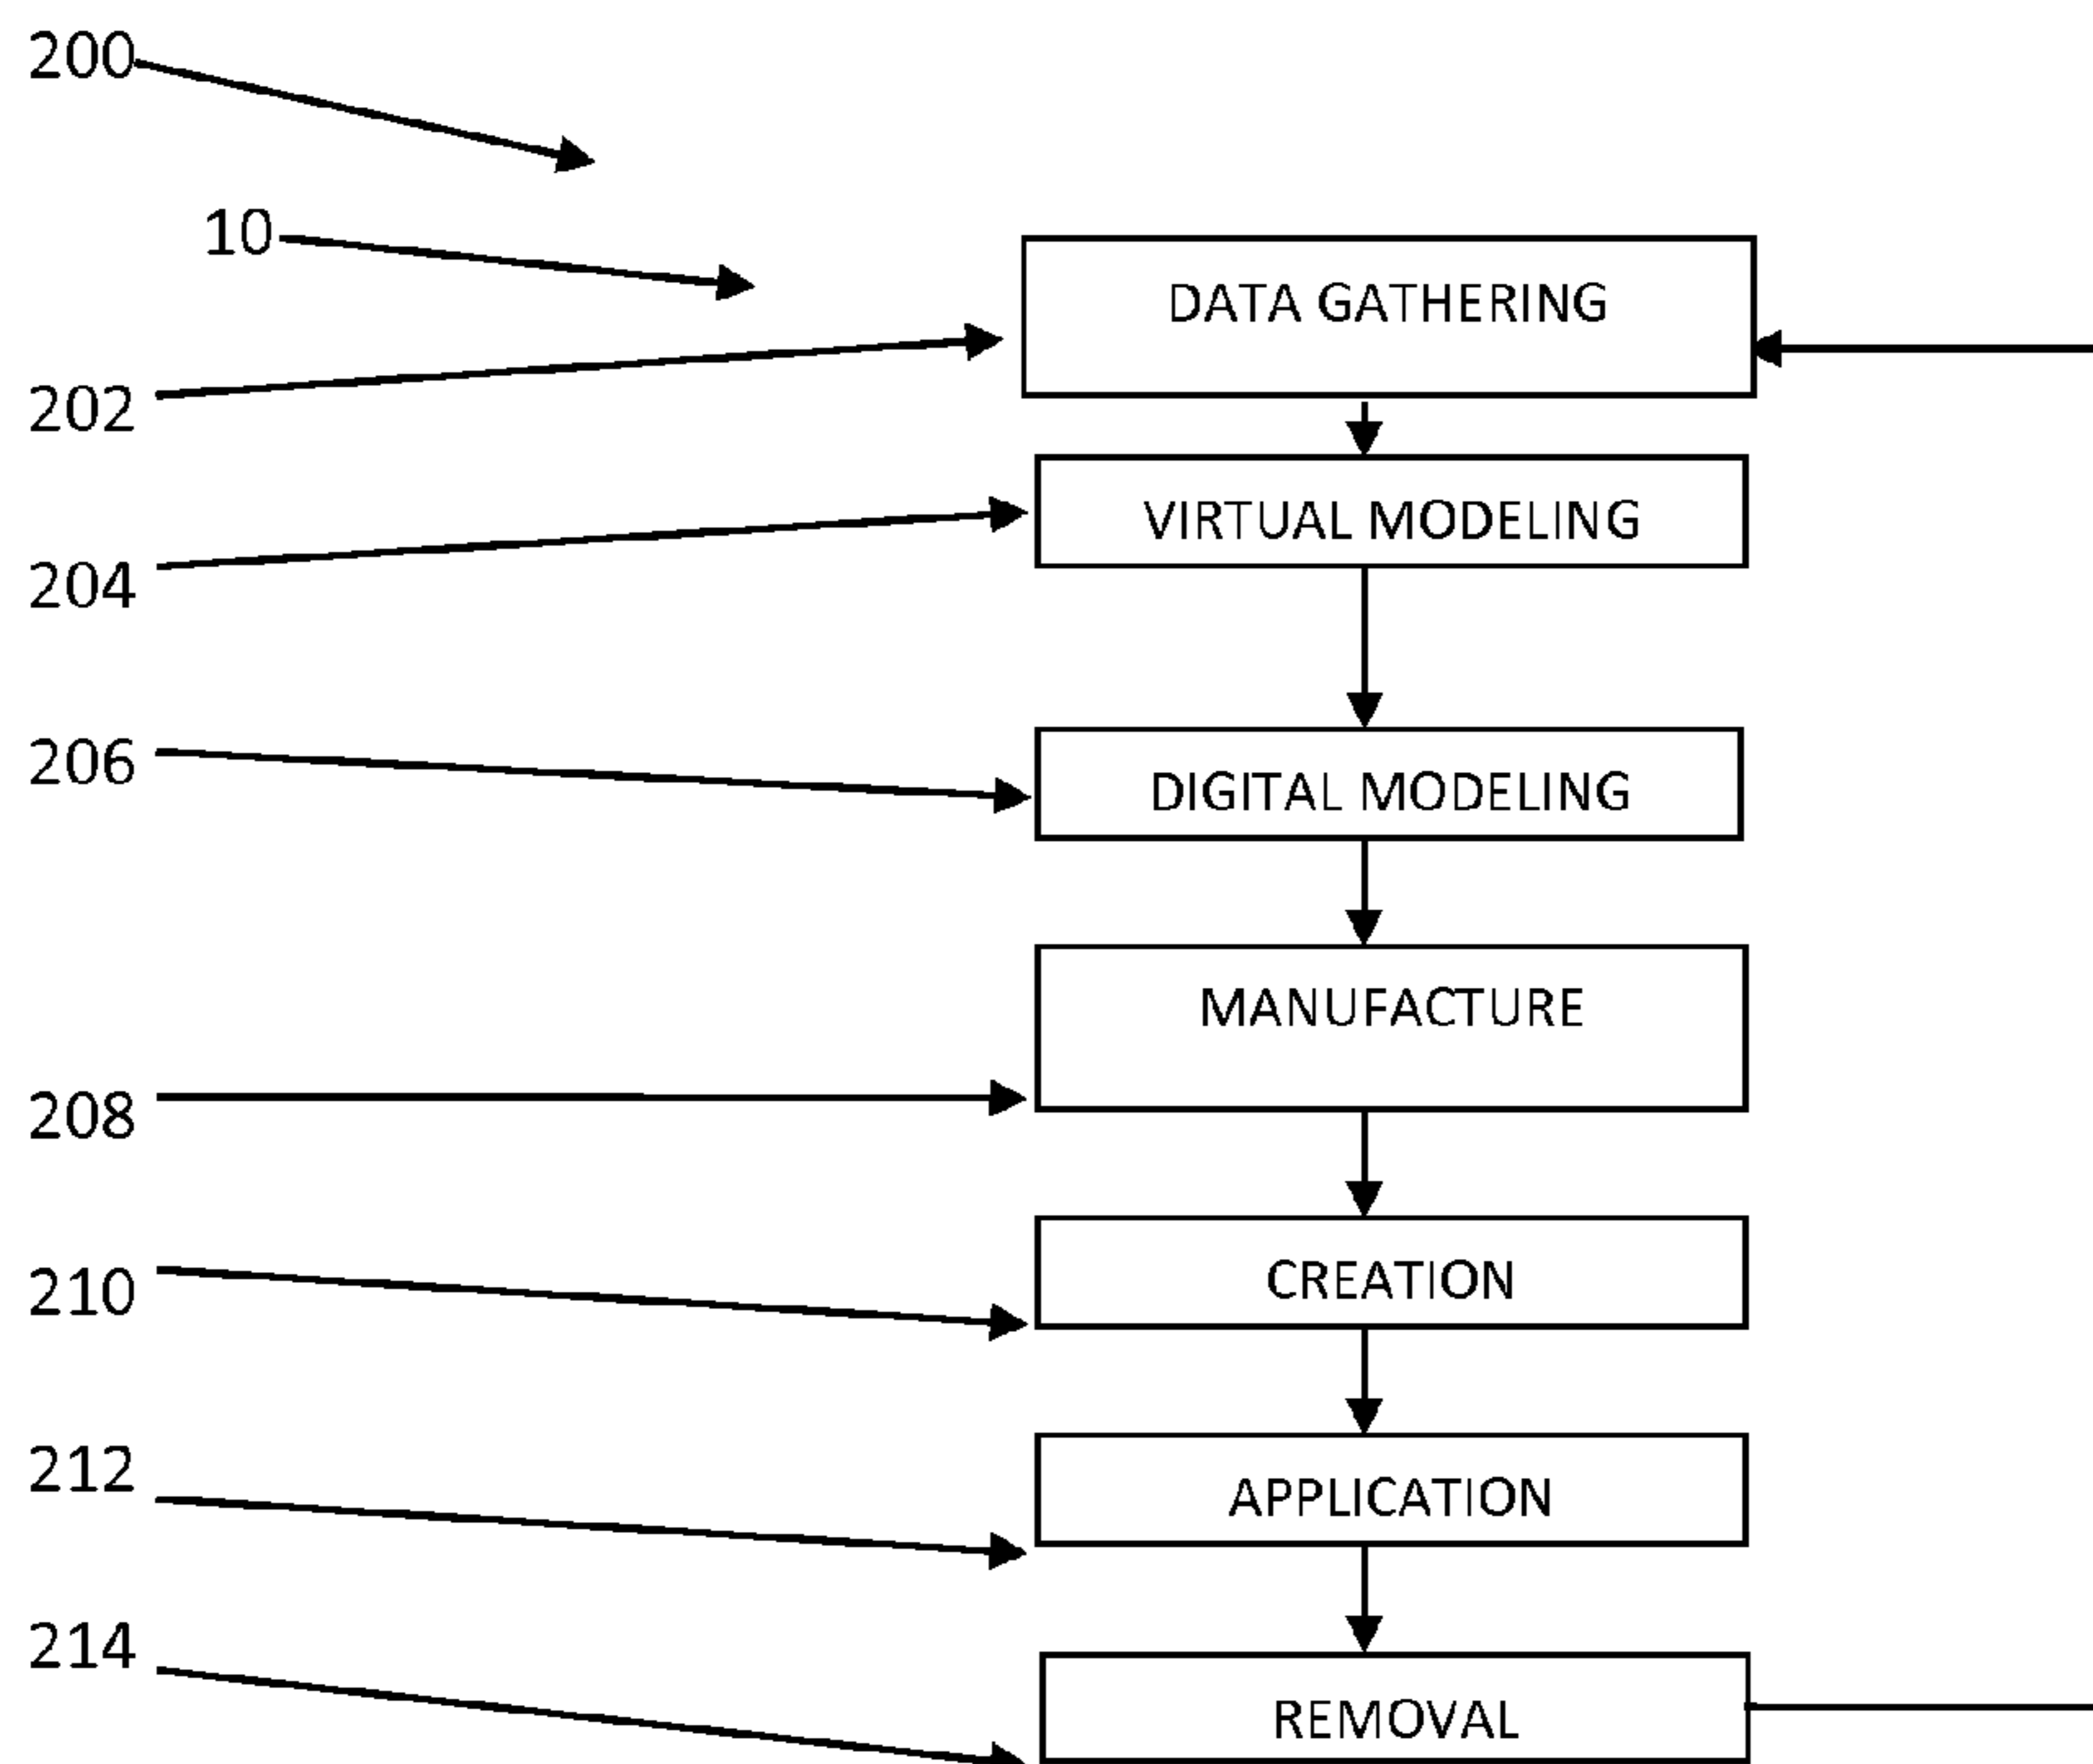 200
10
DATA GATHERING
202
VIRTUAL MODELING
204
206
DIGITAL MODELING
MANUFACTURE
208
210
CREATION
212
APPLICATION
214
REMOVAL